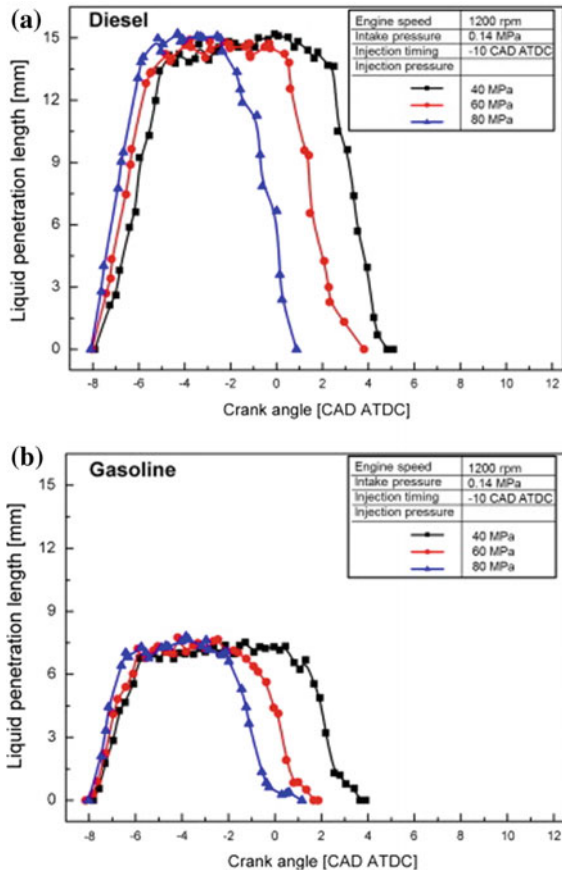 (a)
Diesel
Engine speed 1200 rpm
Intake pressure 0.14 MPa
Injection timing -10 CAD ATDC
Injection pressure
40 MPa
60 MPa
80 MPa
15
12
9
6
3
0
Liquid penetration length [mm]
-8 -6 -4 -2 0 2 4 6 8 10 12
Crank angle [CAD ATDC]
(b)
Gasoline
Engine speed 1200 rpm
Intake pressure 0.14 MPa
Injection timing -10 CAD ATDC
Injection pressure
40 MPa
60 MPa
80 MPa
15
12
9
6
3
0
Liquid penetration length [mm]
-8 -6 -4 -2 0 2 4 6 8 10 12
Crank angle [CAD ATDC]